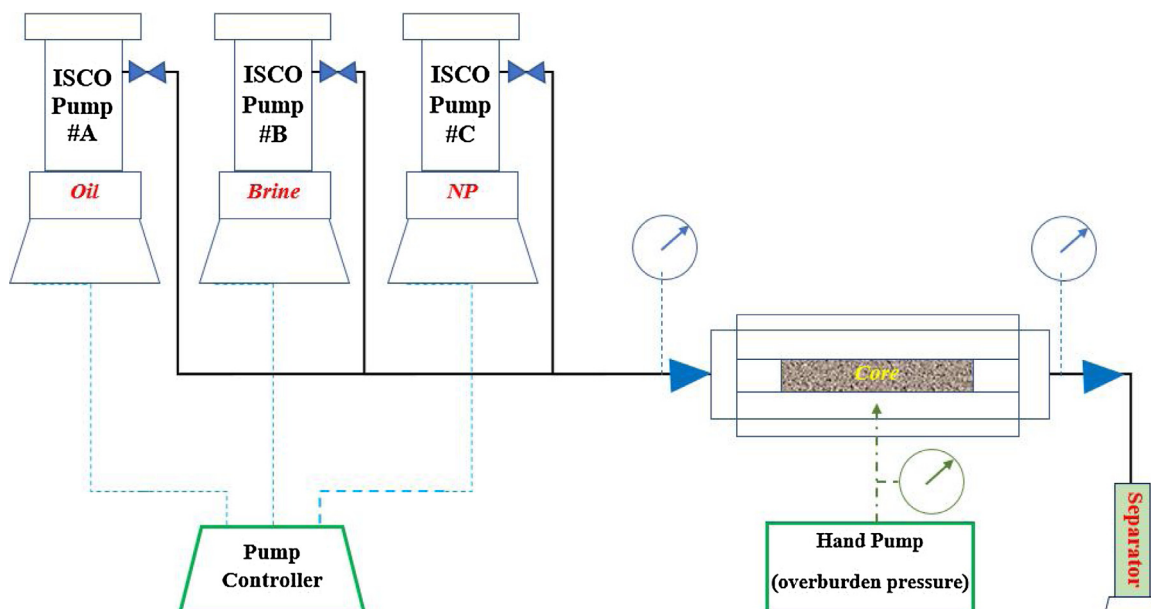 ISCO
Pump
#A
ISCO
Pump
#B
ISCO
Pump
#C
Oil
Brine
NP
Core
Pump
Controller
Hand Pump
(overburden pressure)
Separator